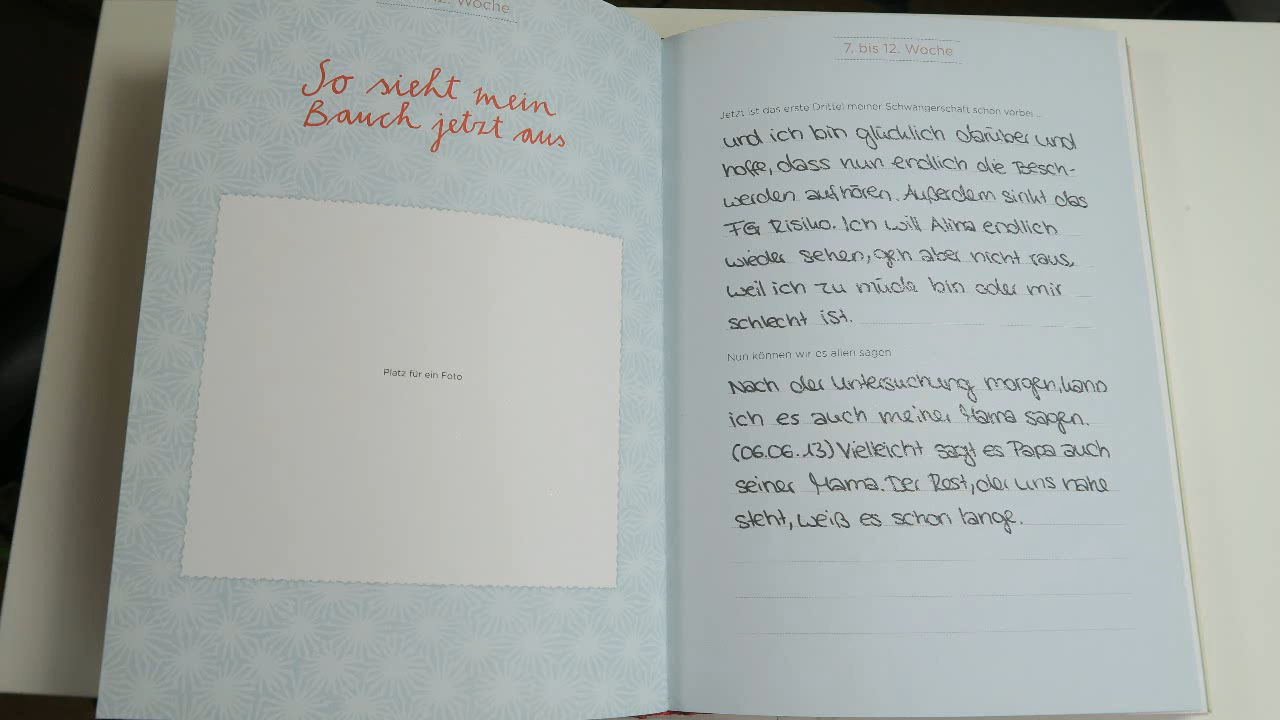 12. Woche
So sieht mein
Bauch jetzt aus
Platz für ein Foto
7. bis 12. Woche
Jetzt ist das erste Drittel meiner Schwangerschaft schon vorbei ...
und ich bin glücklich darüber und
hoffe, dass nun endlich die Besch-
werden aufhören. Außerdem sinkt das
FG Risiko. Ich will Alina endlich
wieder sehen, geh aber nicht raus,
weil ich zu müde bin oder mir
schlecht ist.
Nun können wir es allen sagen
Nach der Untersuchung morgen, kann
ich es auch meiner Mama sagen.
(06.06.13) Vielleicht sagt es Papa auch
seiner Mama. Der Rest, der uns nahe
steht, weiß es schon lange.